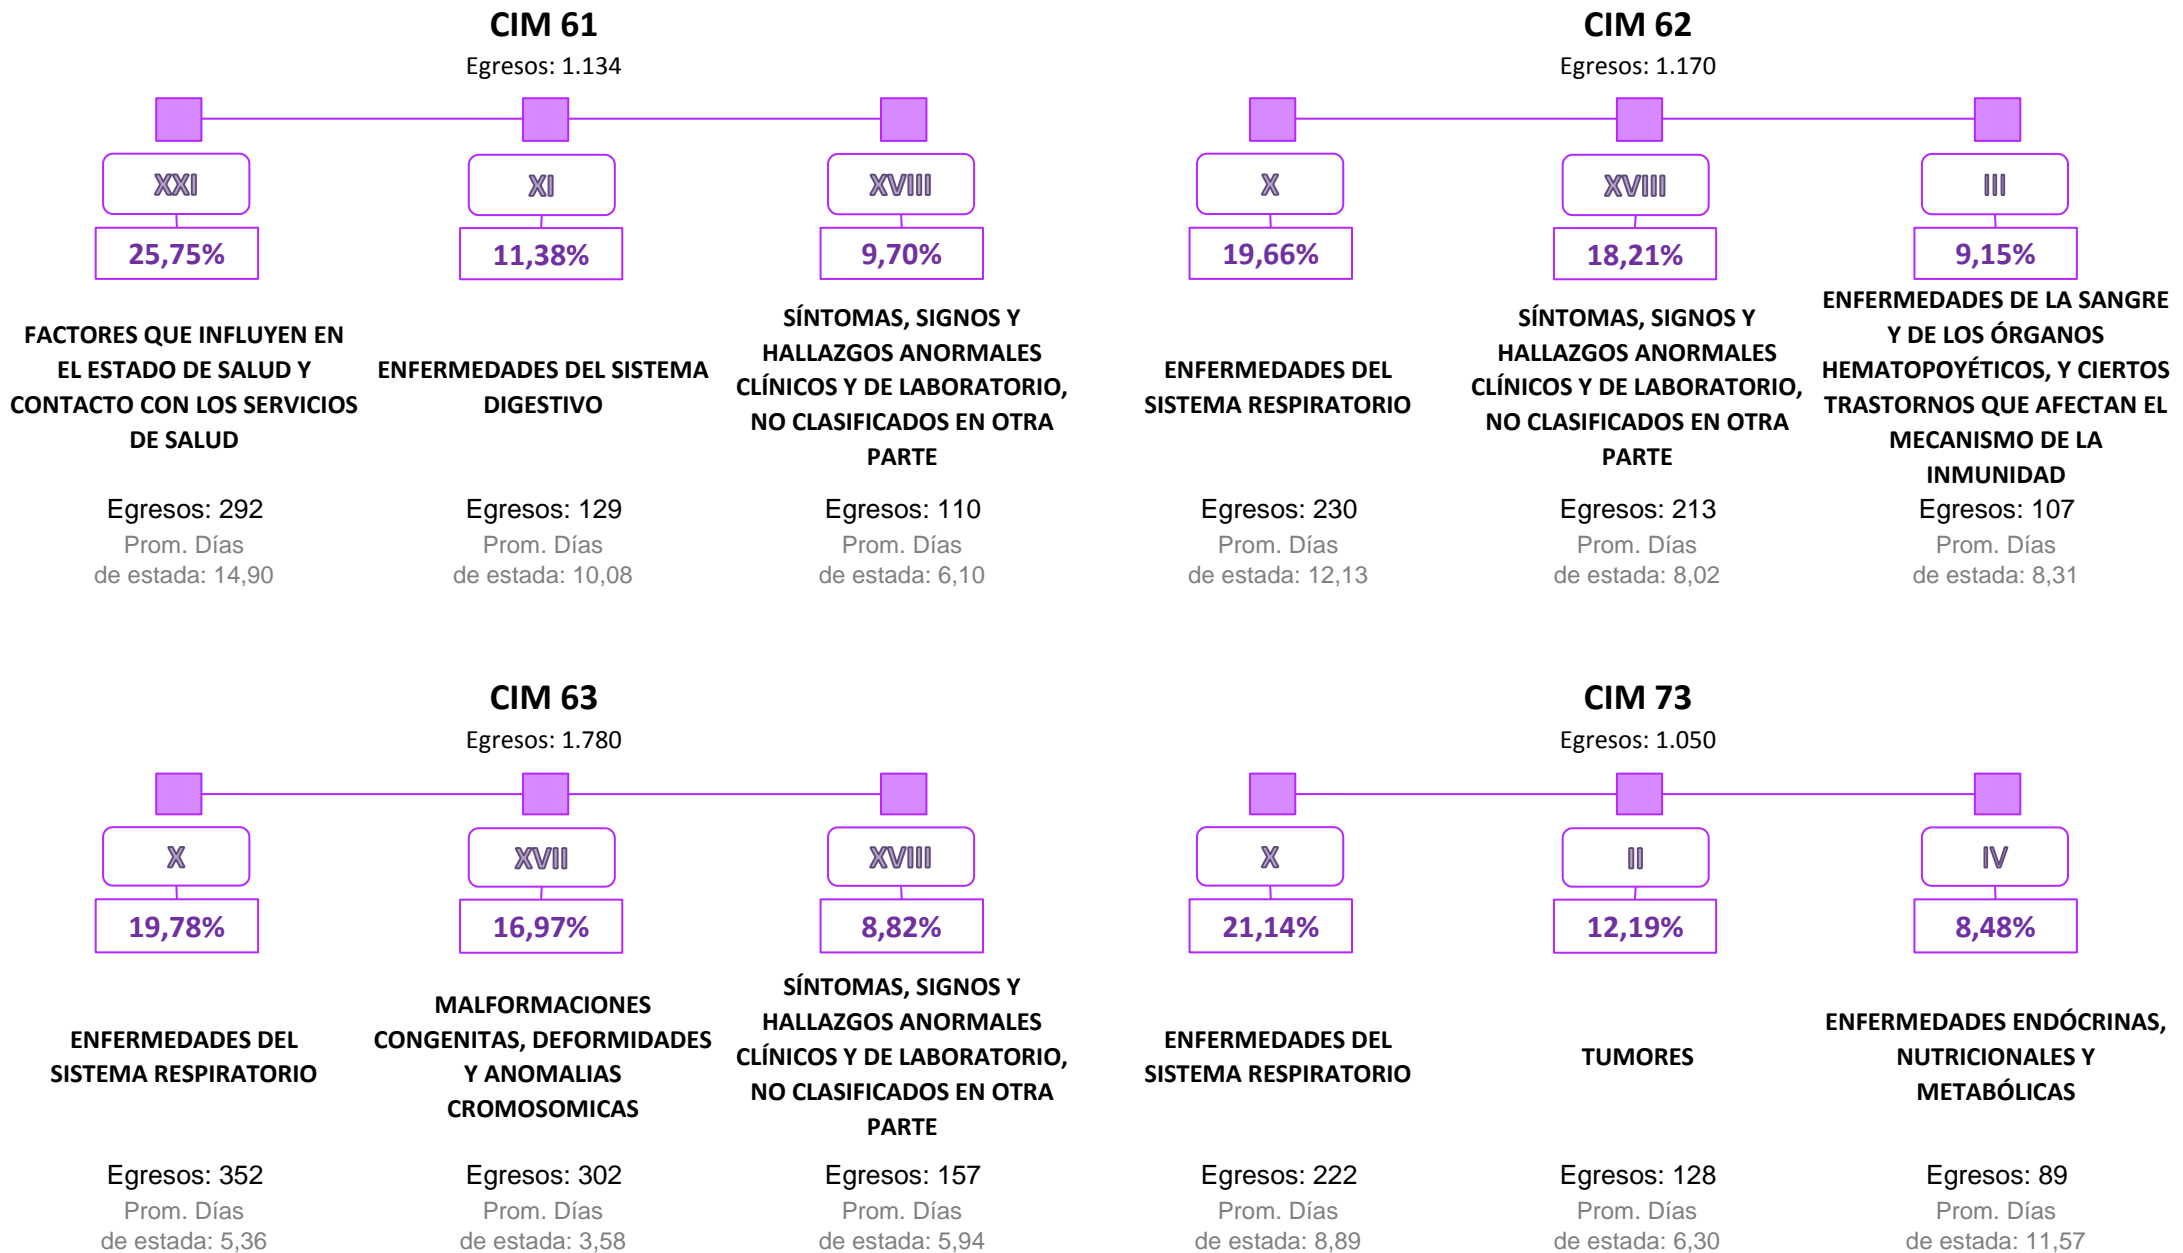 CIM 61
Egresos: 1.134
XXI
25,75%
FACTORES QUE INFLUYEN EN
EL ESTADO DE SALUD Y
CONTACTO CON LOS SERVICIOS
DE SALUD
Egresos: 292
Prom. Días
de estada: 14,90
XI
11,38%
ENFERMEDADES DEL SISTEMA
DIGESTIVO
Egresos: 129
Prom. Días
de estada: 10,08
XVIII
9,70%
SÍNTOMAS, SIGNOS Y
HALLAZGOS ANORMALES
CLÍNICOS Y DE LABORATORIO,
NO CLASIFICADOS EN OTRA
PARTE
Egresos: 110
Prom. Días
de estada: 6,10
CIM 62
Egresos: 1.170
X
19,66%
ENFERMEDADES DEL
SISTEMA RESPIRATORIO
Egresos: 230
Prom. Días
de estada: 12,13
XVIII
18,21%
SÍNTOMAS, SIGNOS Y
HALLAZGOS ANORMALES
CLÍNICOS Y DE LABORATORIO,
NO CLASIFICADOS EN OTRA
PARTE
Egresos: 213
Prom. Días
de estada: 8,02
III
9,15%
ENFERMEDADES DE LA SANGRE
Y DE LOS ÓRGANOS
HEMATOPOYÉTICOS, Y CIERTOS
TRASTORNOS QUE AFECTAN EL
MECANISMO DE LA
INMUNIDAD
Egresos: 107
Prom. Días
de estada: 8,31
CIM 63
Egresos: 1.780
X
19,78%
ENFERMEDADES DEL
SISTEMA RESPIRATORIO
Egresos: 352
Prom. Días
de estada: 5,36
XVII
16,97%
MALFORMACIONES
CONGENITAS, DEFORMIDADES
Y ANOMALIAS
CROMOSOMICAS
Egresos: 302
Prom. Días
de estada: 3,58
XVIII
8,82%
SÍNTOMAS, SIGNOS Y
HALLAZGOS ANORMALES
CLÍNICOS Y DE LABORATORIO,
NO CLASIFICADOS EN OTRA
PARTE
Egresos: 157
Prom. Días
de estada: 5,94
CIM 73
Egresos: 1.050
X
21,14%
ENFERMEDADES DEL
SISTEMA RESPIRATORIO
Egresos: 222
Prom. Días
de estada: 8,89
II
12,19%
TUMORES
Egresos: 128
Prom. Días
de estada: 6,30
IV
8,48%
ENFERMEDADES ENDÓCRINAS,
NUTRICIONALES Y
METABÓLICAS
Egresos: 89
Prom. Días
de estada: 11,57